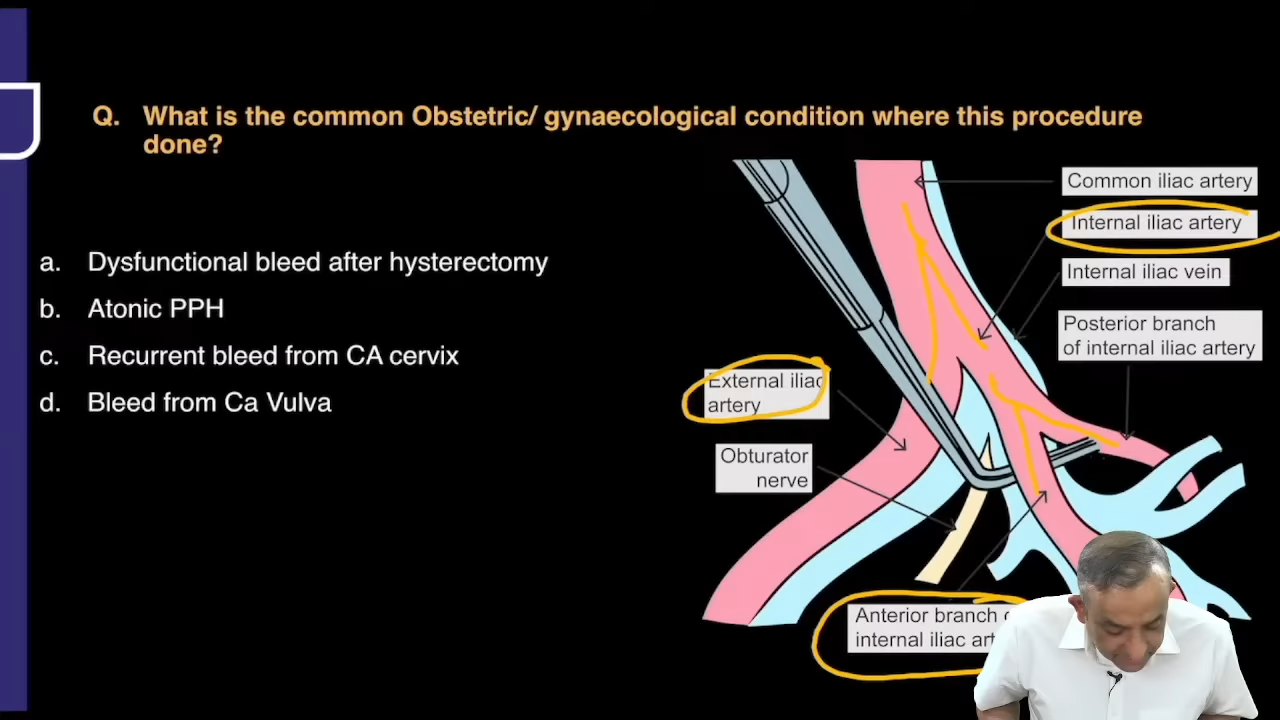 Q. What is the common Obstetric/ gynaecological condition where this procedure
done?
a. Dysfunctional bleed after hysterectomy
b. Atonic PPH
c. Recurrent bleed from CA cervix
d. Bleed from Ca Vulva
Common iliac artery
Internal iliac artery
Internal iliac vein
Posterior branch
of internal iliac artery
External iliac
artery
Obturator
nerve
Anterior branch
internal iliac